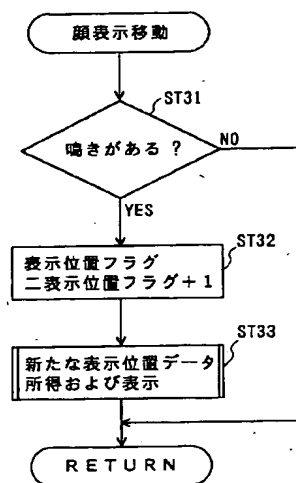 顔表示移動
ST31
鳴きがある?
NO
YES
ST32
表示位置フラグ
二表示位置フラグ+1
ST33
新たな表示位置データ
所得および表示
RETURN